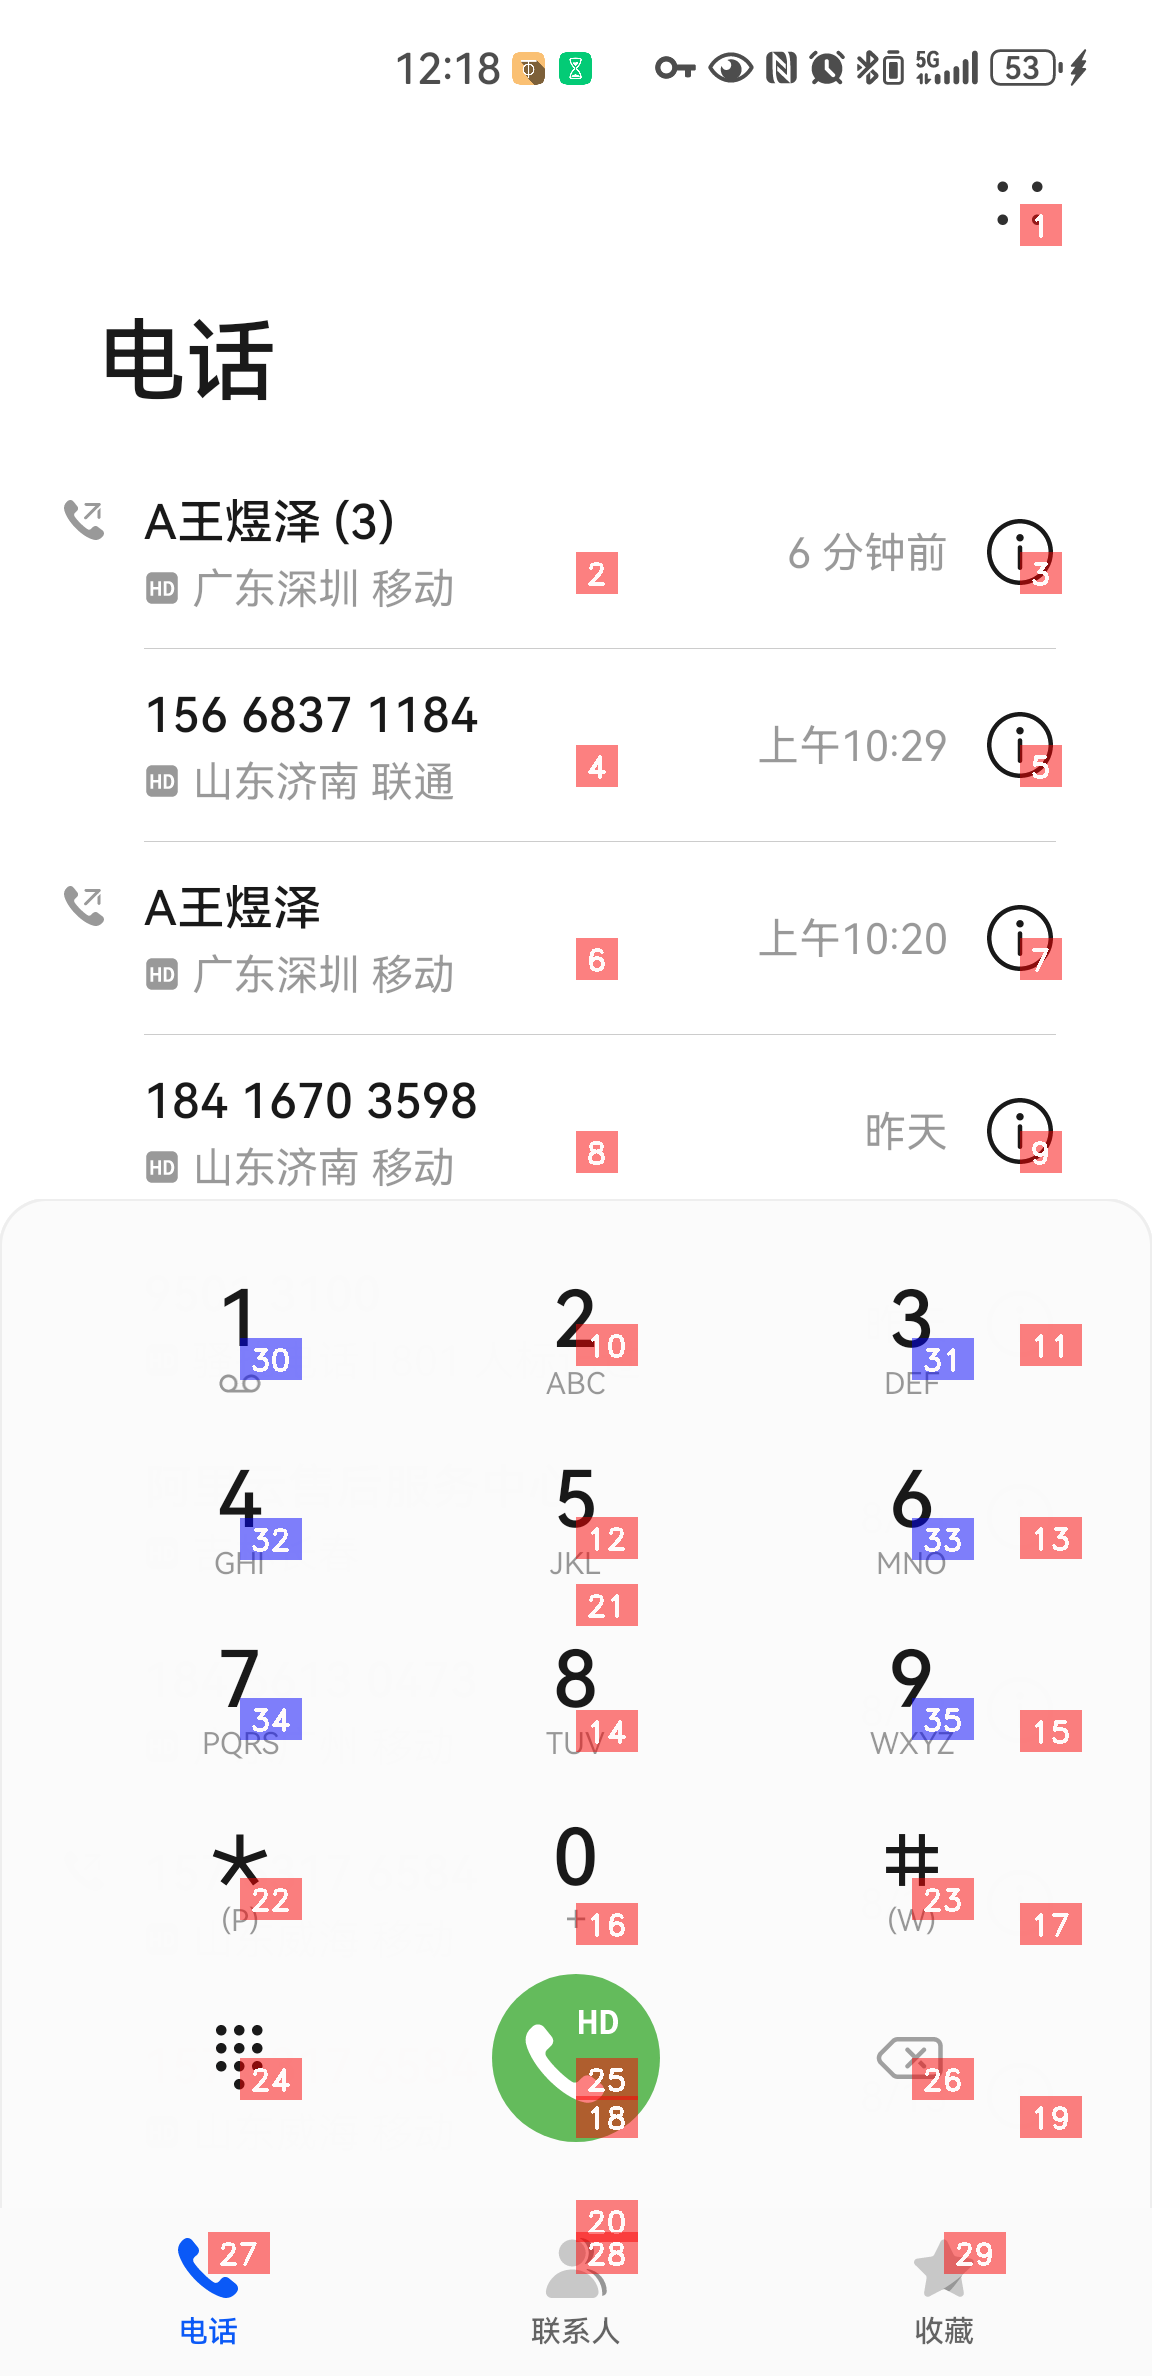 12:18 5G 53
1
电话
A王煜泽 (3)
HD 广东深圳 移动
2
6 分钟前
3
156 6837 1184
HD 山东济南 联通
4
上午10:29
5
A王煜泽
HD 广东深圳 移动
6
上午10:20
7
184 1670 3598
HD 山东济南 移动
8
昨天
9
1 2 3
30 10 31 11
ABC DEF
4 5 6
32 12 33 13
GHI JKL MNO
21
7 8 9
34 14 35 15
PQRS TUV WXYZ
* 0 #
22 16 23 17
(P) + (W)
HD
24 25 26
18 19
20
27 28 29
电话 联系人 收藏